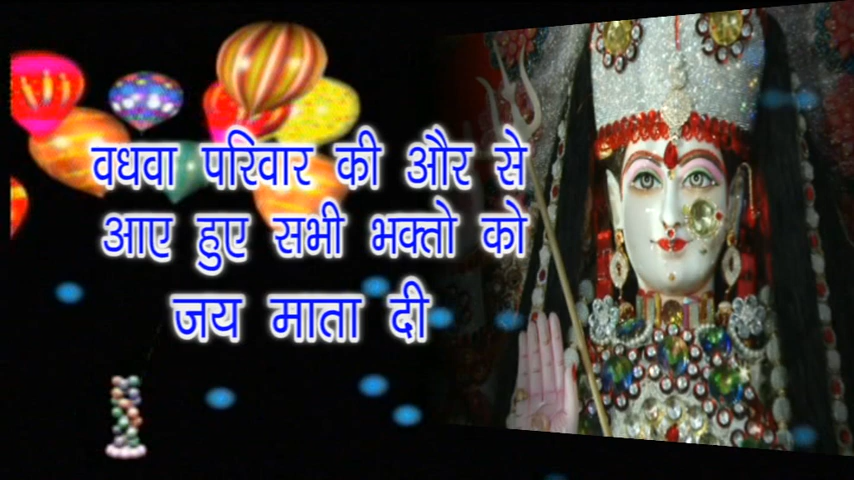 वधवा परिवार की और से
आए हुए सभी भक्तो को
जय माता दी